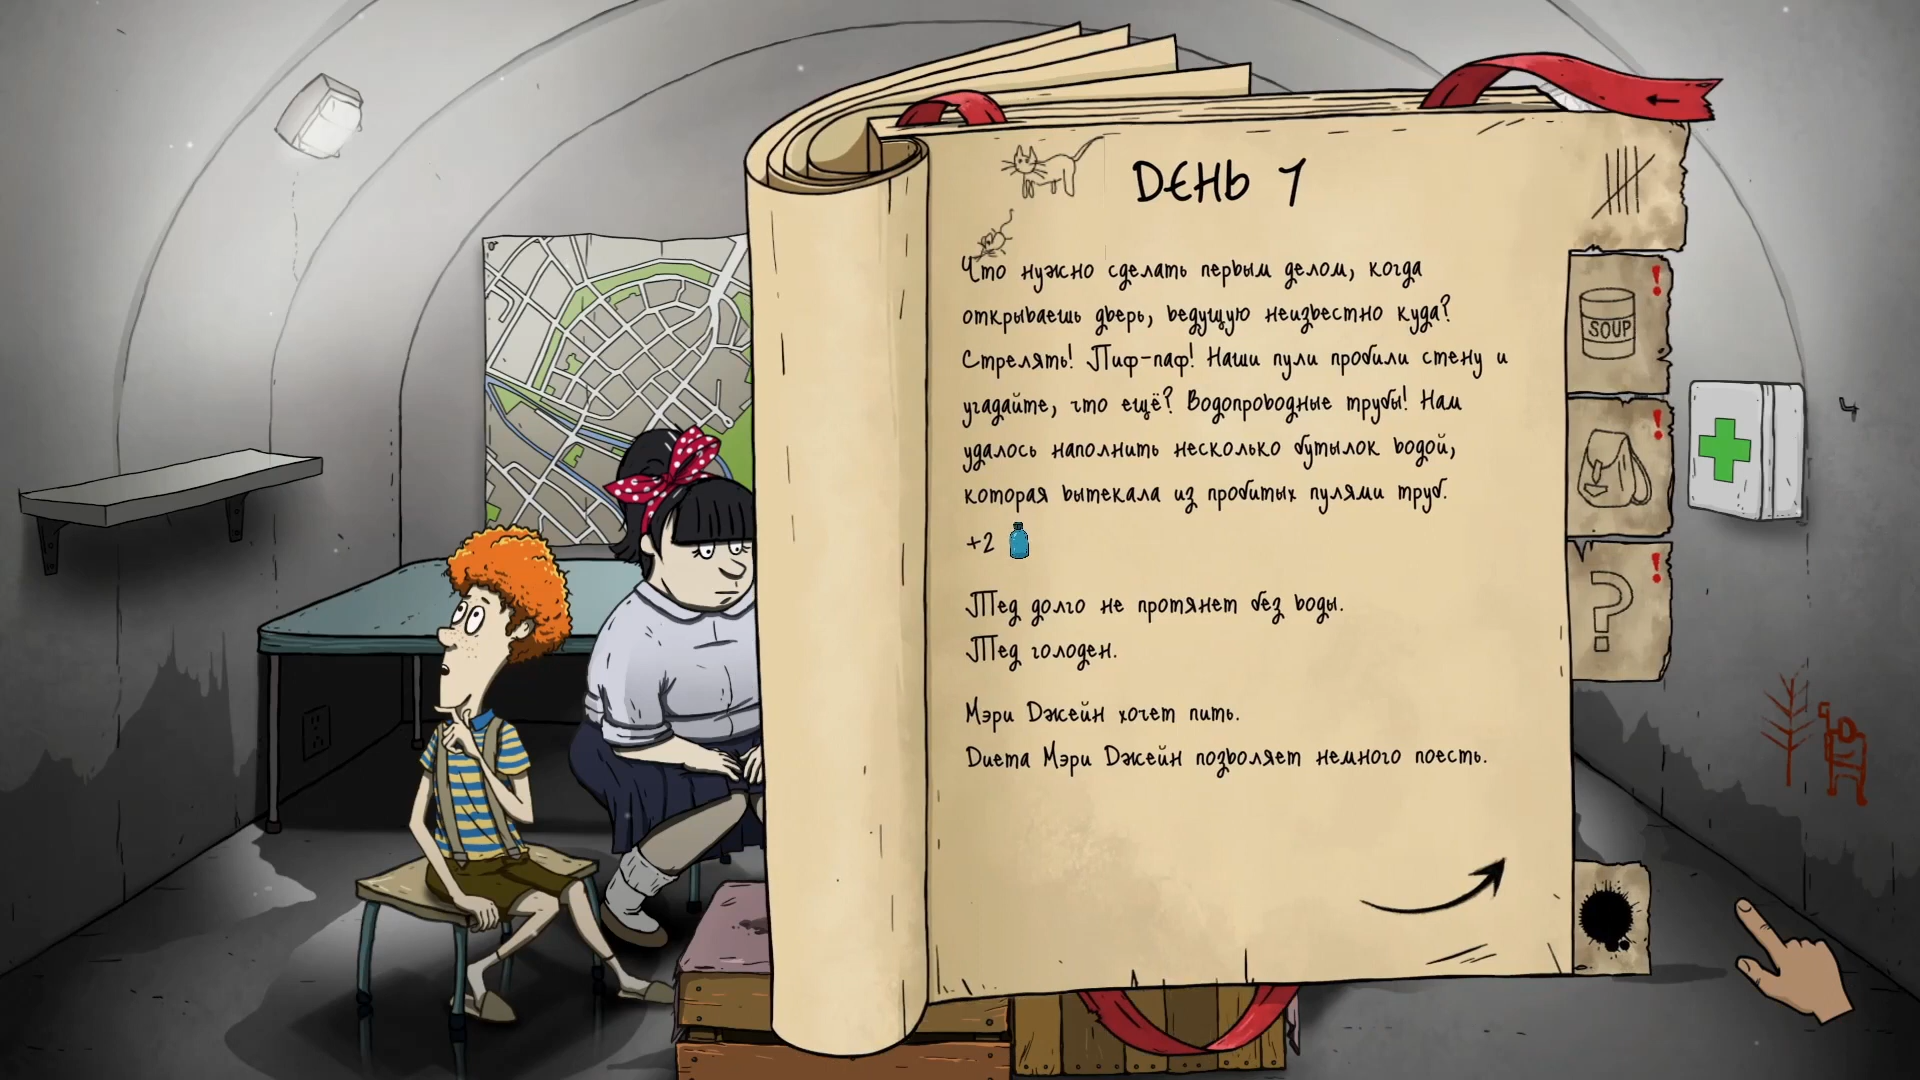 ДЕНЬ 7
Что нужно сделать первым делом, когда
открываешь дверь, ведущую неизвестно куда?
Стрелять! Пиф-паф! Наши пули пробили стену и
угадайте, что ещё? Водопроводные трубы! Нам
удалось наполнить несколько бутылок водой,
которая вытекала из пробитых пулями труб.
+2
Тед долго не протянет без воды.
Тед голоден.
Мэри Джейн хочет пить.
Диета Мэри Джейн позволяет немного поесть.
!
SOUP
!
!
?
4